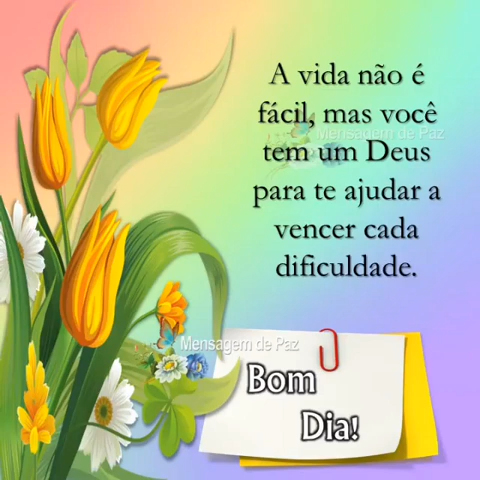 A vida não é
fácil, mas você
Mensagem de Paz
tem um Deus
para te ajudar a
vencer cada
dificuldade.
Mensagem de Paz
Bom
Dia!